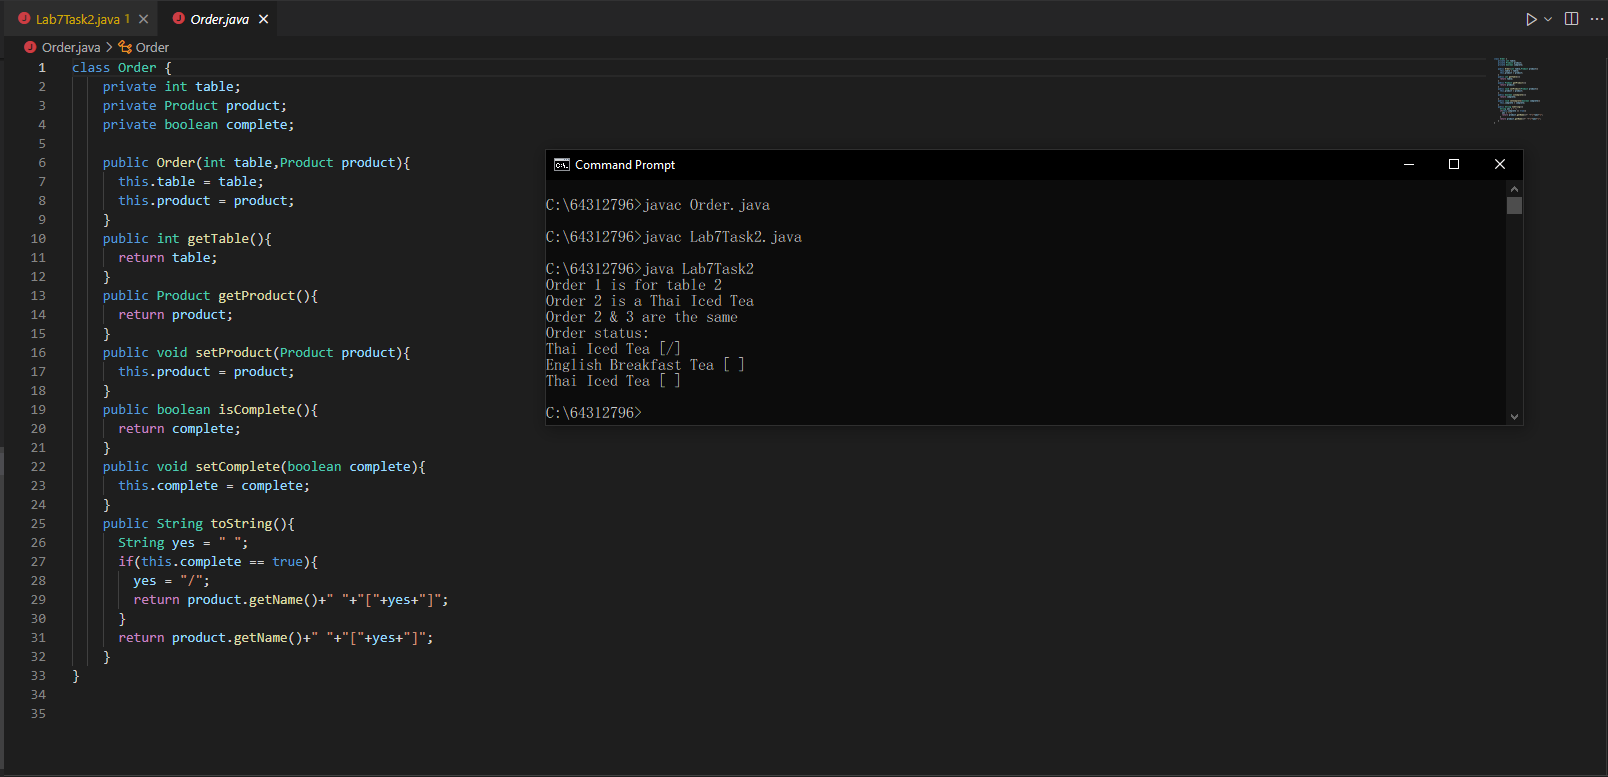 Lab7Task2.java 1
Order.java
Order.java > Order
1 class Order {
2 private int table;
3 private Product product;
4 private boolean complete;
5
6 public Order(int table,Product product){
7 this.table = table;
8 this.product = product;
9 }
10 public int getTable(){
11 return table;
12 }
13 public Product getProduct(){
14 return product;
15 }
16 public void setProduct(Product product){
17 this.product = product;
18 }
19 public boolean isComplete(){
20 return complete;
21 }
22 public void setComplete(boolean complete){
23 this.complete = complete;
24 }
25 public String toString(){
26 String yes = " ";
27 if(this.complete == true){
28 yes = "/";
29 return product.getName()+" "+"["+yes+"]";
30 }
31 return product.getName()+" "+"["+yes+"]";
32 }
33 }
34
35
Command Prompt
C:\64312796>javac Order.java
C:\64312796>javac Lab7Task2.java
C:\64312796>java Lab7Task2
Order 1 is for table 2
Order 2 is a Thai Iced Tea
Order 2 & 3 are the same
Order status:
Thai Iced Tea [/]
English Breakfast Tea [ ]
Thai Iced Tea [ ]
C:\64312796>